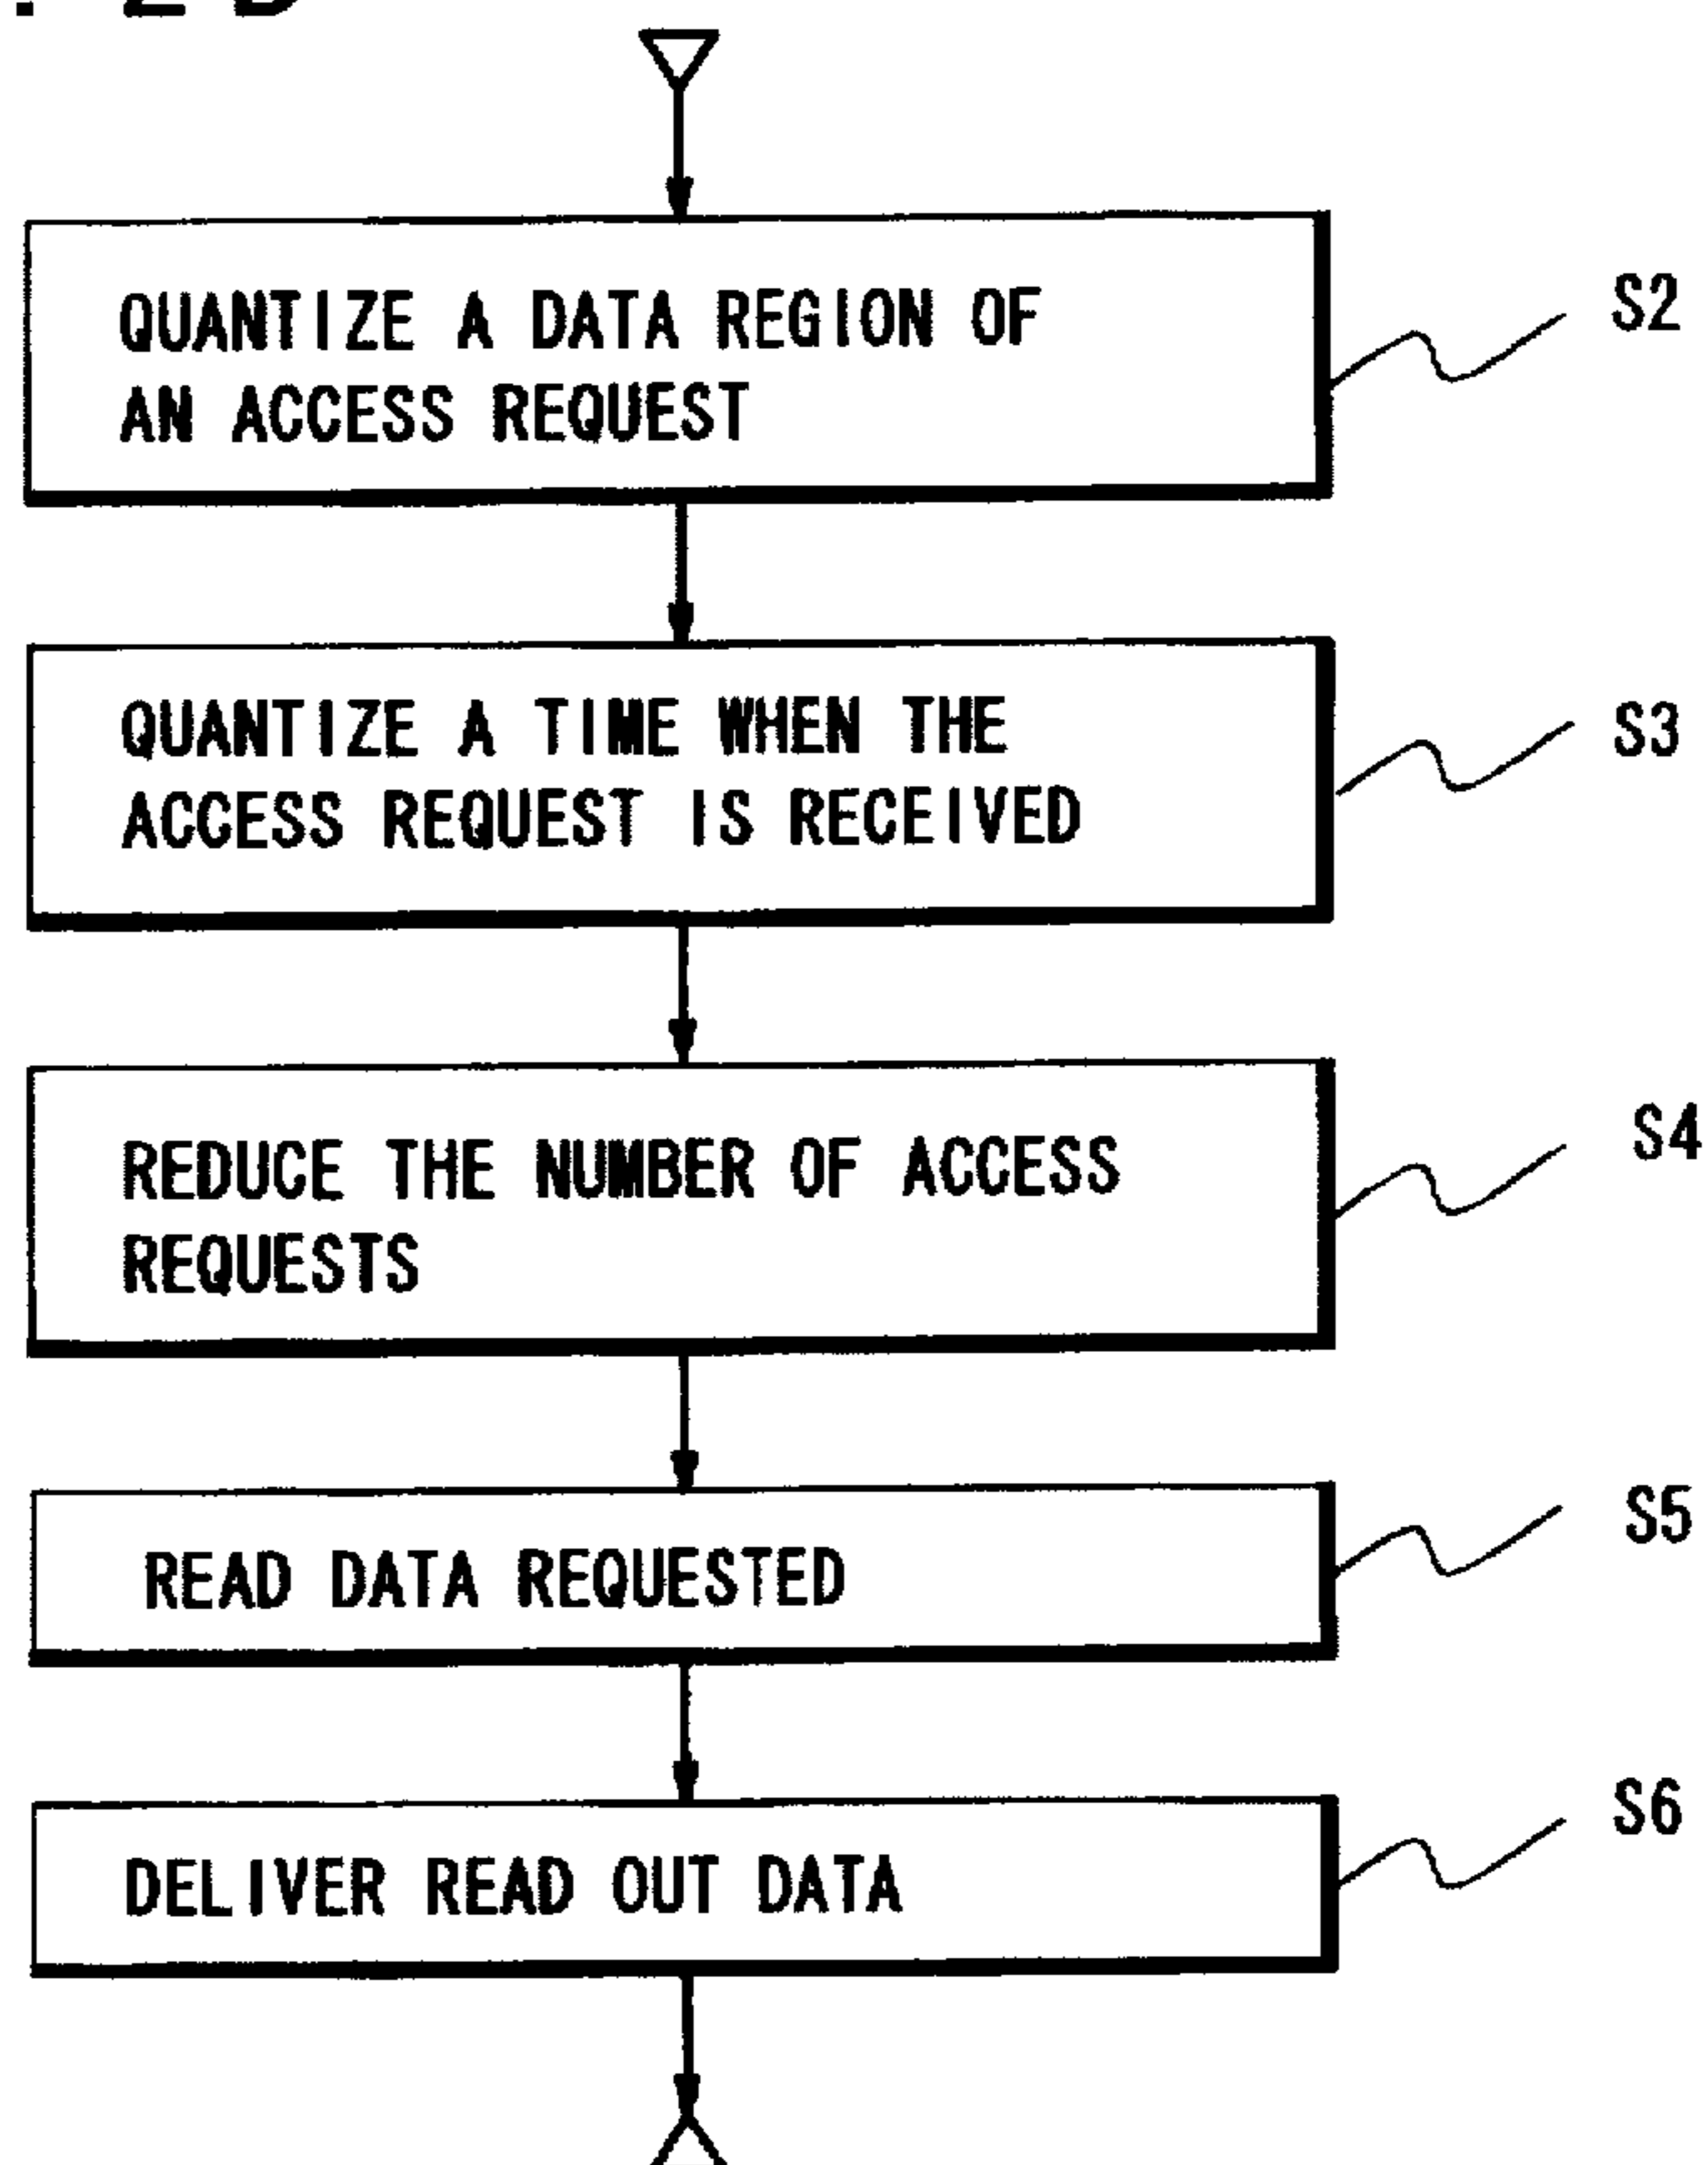 QUANTIZE A DATA REGION OF
AN ACCESS REQUEST
S2
QUANTIZE A TIME WHEN THE
ACCESS REQUEST IS RECEIVED
S3
REDUCE THE NUMBER OF ACCESS
REQUESTS
S4
READ DATA REQUESTED
S5
DELIVER READ OUT DATA
S6